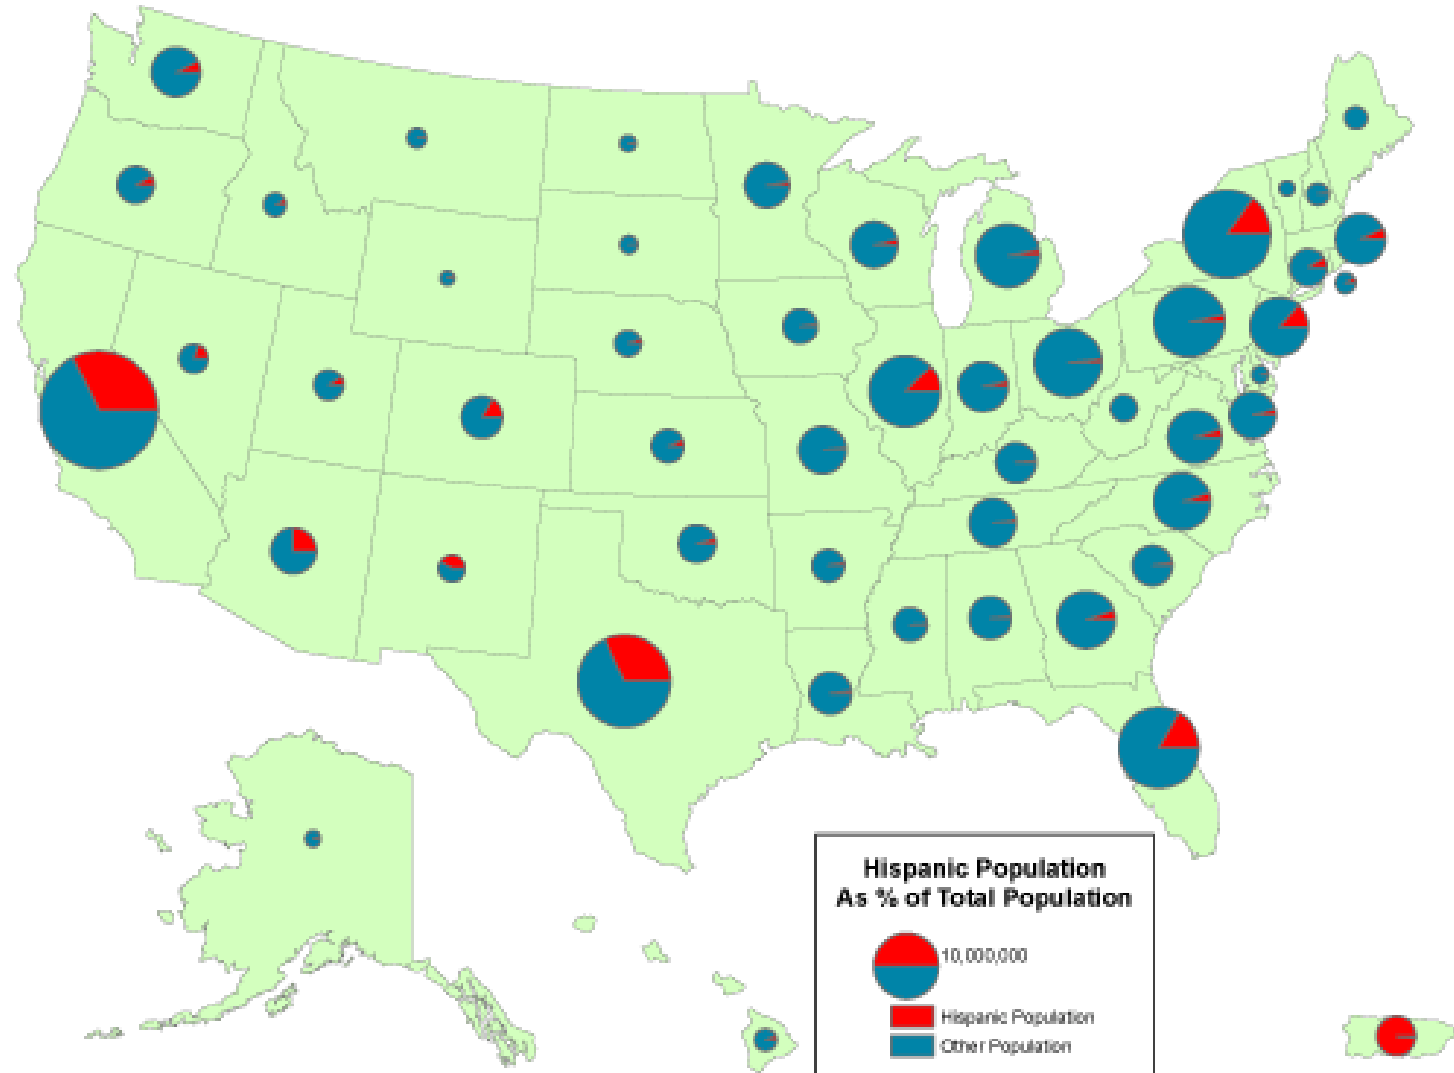 Hispanic Population
As % of Total Population
10,000,000
Hispanic Population
Other Population